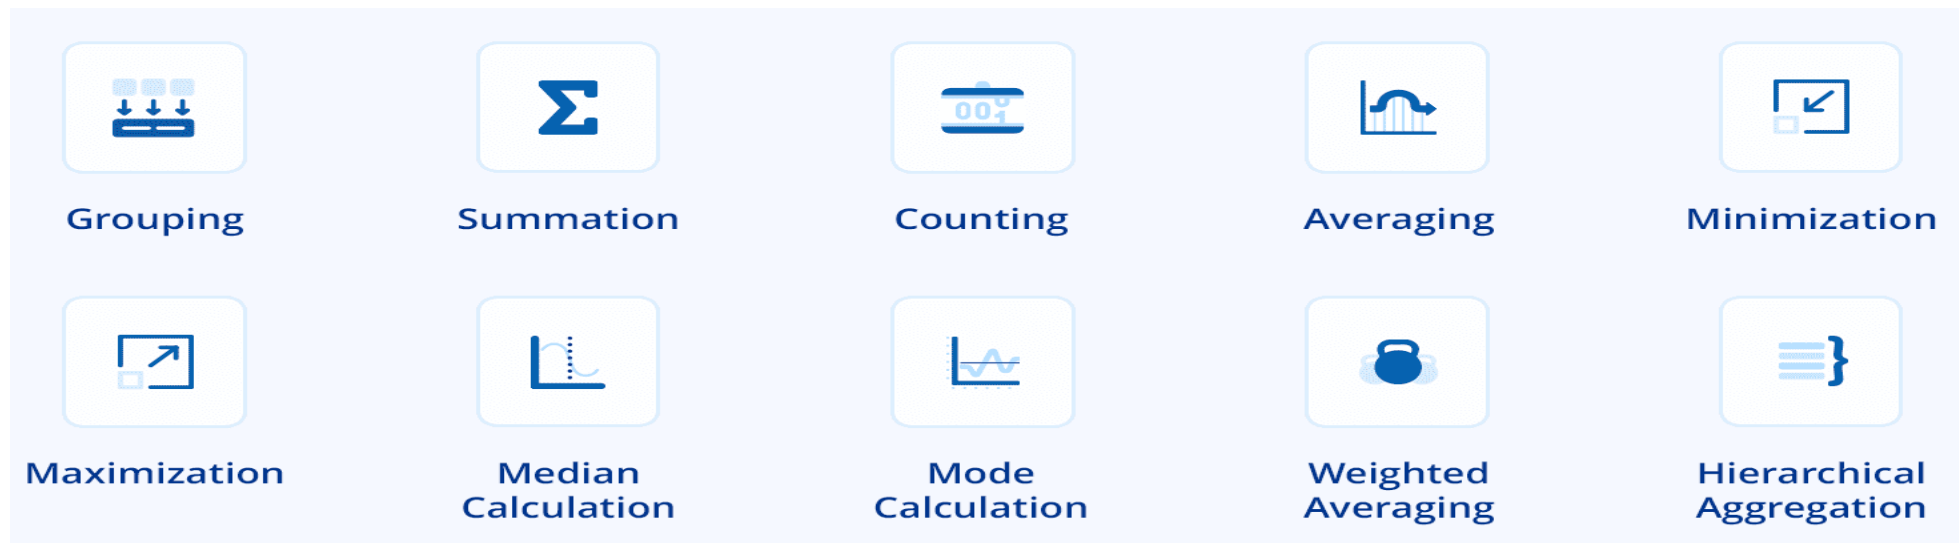 Grouping
Summation
Counting
Averaging
Minimization
Maximization
Median
Calculation
Mode
Calculation
Weighted
Averaging
Hierarchical
Aggregation